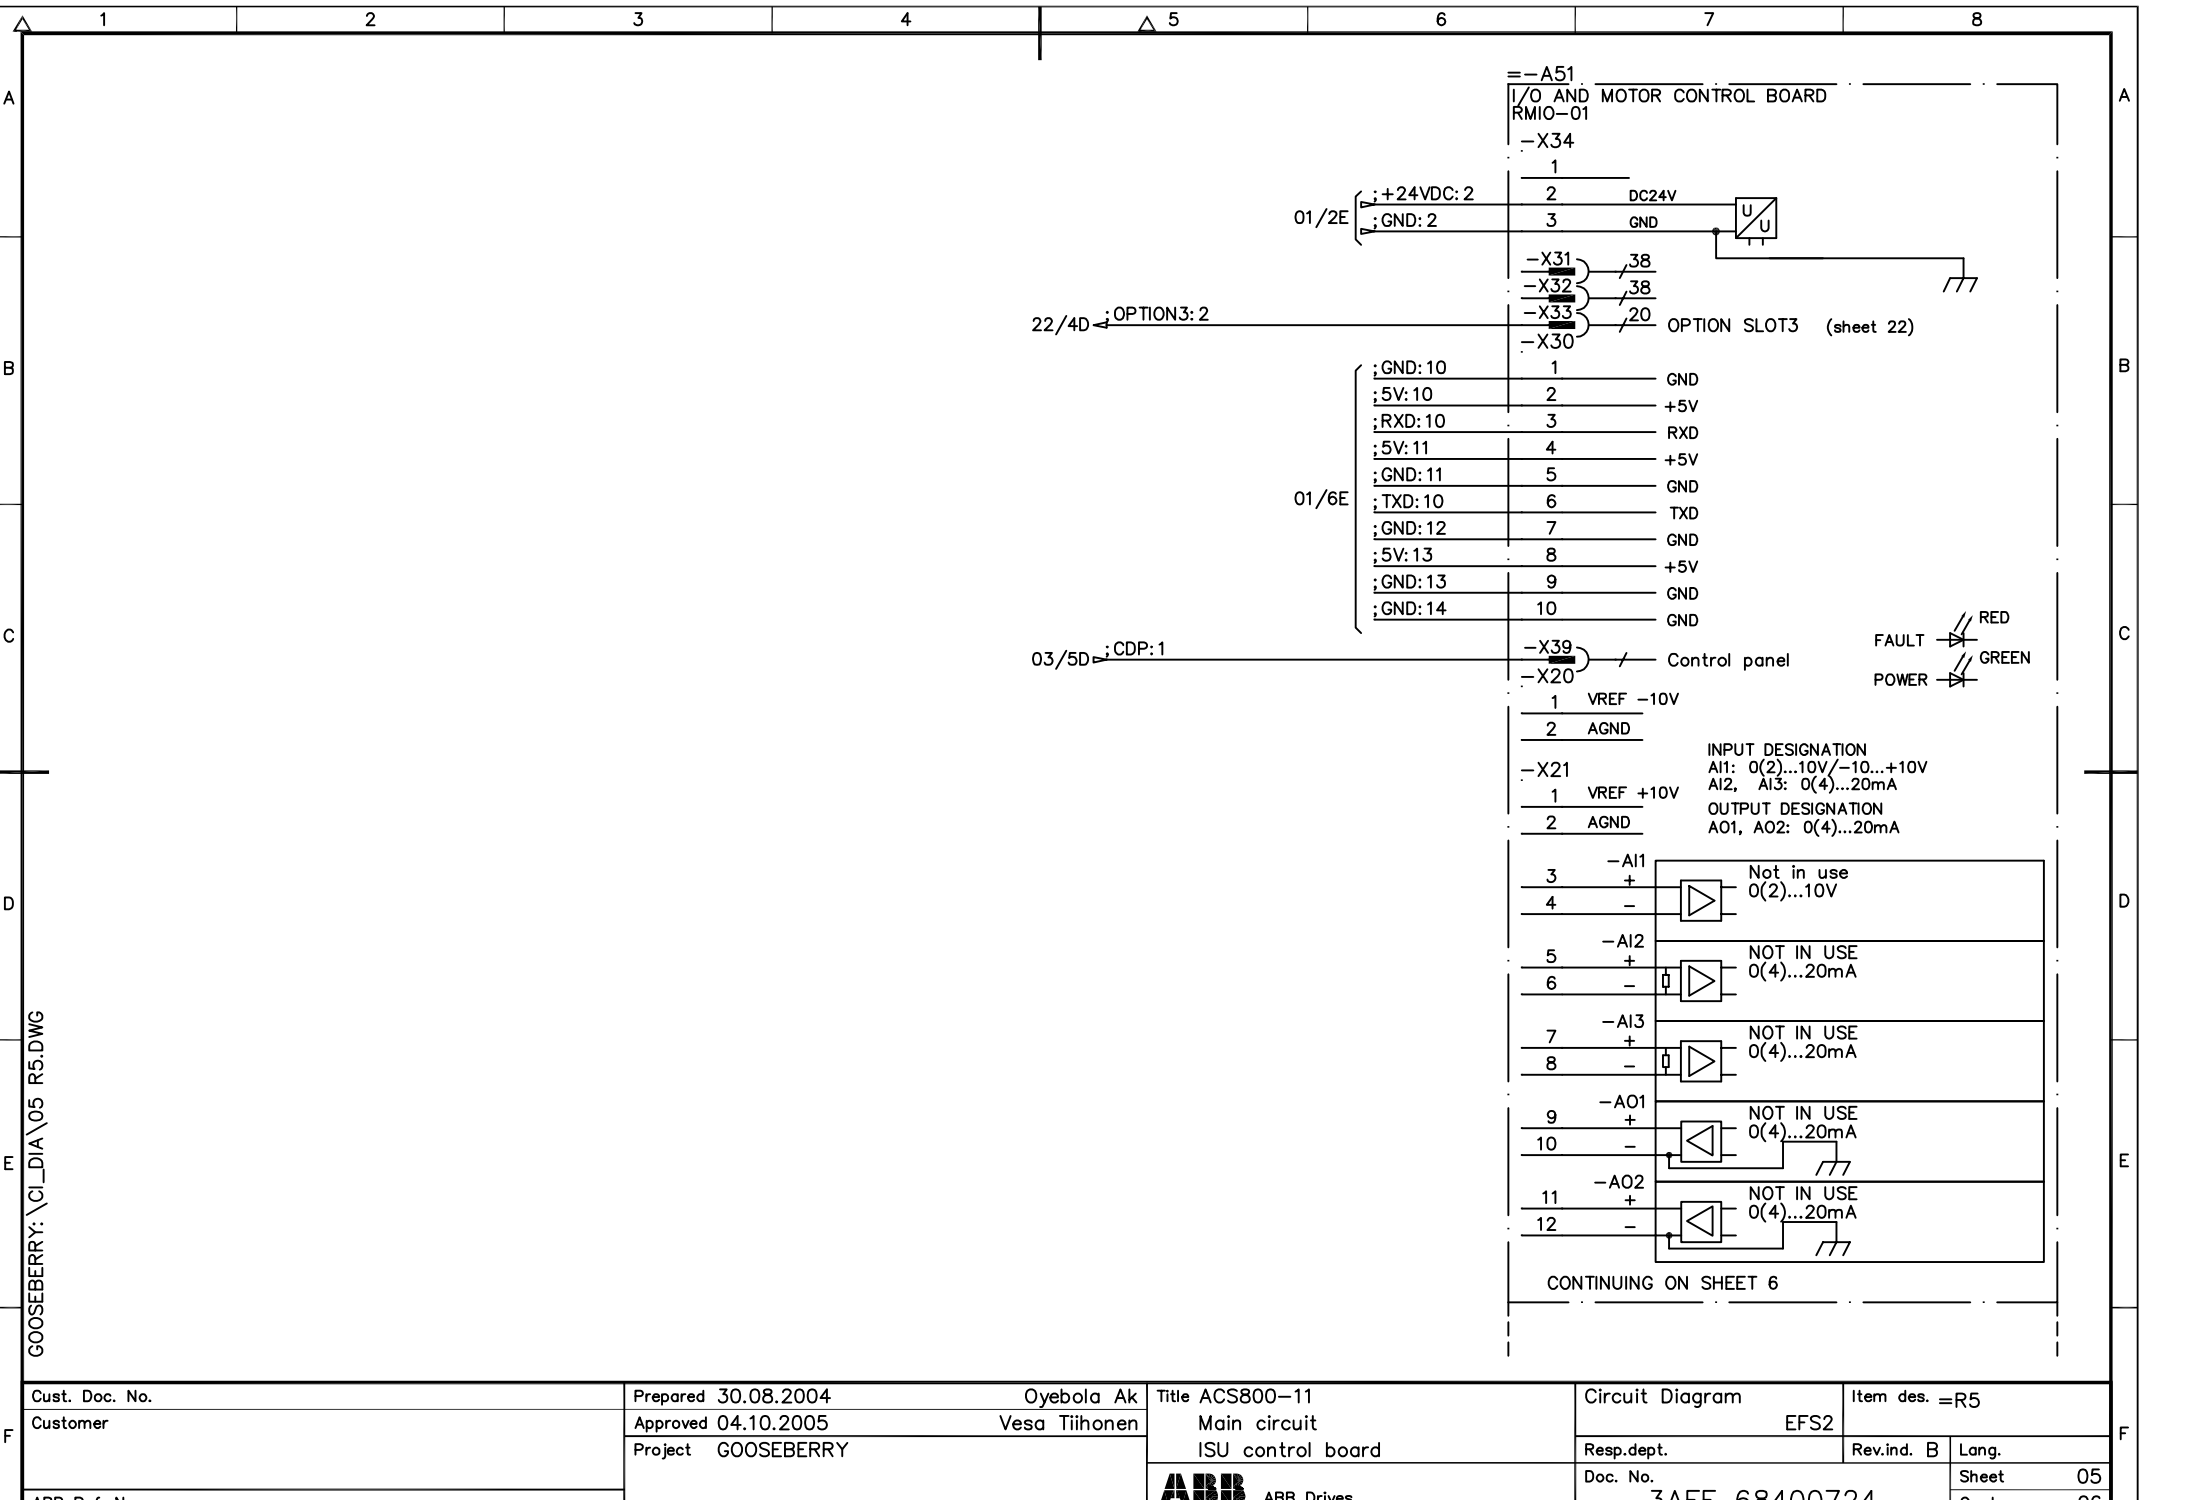 1 2 3 4 5 6 7 8
A A
B B
C C
D D
E E
F F
=-A51
I/O AND MOTOR CONTROL BOARD
RMIO-01
-X34
1
01/2E
;+24VDC:2 2 DC24V
;GND:2 3 GND
U
U
-X31 38
-X32 38
22/4D ;OPTION3:2 -X33 20 OPTION SLOT3 (sheet 22)
-X30
01/6E
;GND:10 1 GND
;5V:10 2 +5V
;RXD:10 3 RXD
;5V:11 4 +5V
;GND:11 5 GND
;TXD:10 6 TXD
;GND:12 7 GND
;5V:13 8 +5V
;GND:13 9 GND
;GND:14 10 GND
FAULT RED
POWER GREEN
03/5D ;CDP:1 -X39 Control panel
-X20
1 VREF -10V
2 AGND
-X21
1 VREF +10V
2 AGND
INPUT DESIGNATION
AI1: 0(2)...10V/-10...+10V
AI2, AI3: 0(4)...20mA
OUTPUT DESIGNATION
AO1, AO2: 0(4)...20mA
-AI1
3 + Not in use
4 - 0(2)...10V
-AI2
5 + NOT IN USE
6 - 0(4)...20mA
-AI3
7 + NOT IN USE
8 - 0(4)...20mA
-AO1
9 + NOT IN USE
10 - 0(4)...20mA
-AO2
11 + NOT IN USE
12 - 0(4)...20mA
CONTINUING ON SHEET 6
GOOSEBERRY:\CI_DIA\05 R5.DWG
Cust. Doc. No.
Customer
Prepared 30.08.2004 Oyebola Ak
Approved 04.10.2005 Vesa Tiihonen
Project GOOSEBERRY
Title ACS800-11
Main circuit
ISU control board
ABB ABB Drives
Circuit Diagram
EFS2
Resp.dept.
Doc. No.
3AFE 68400724
Item des. =R5
Rev.ind. B Lang.
Sheet 05